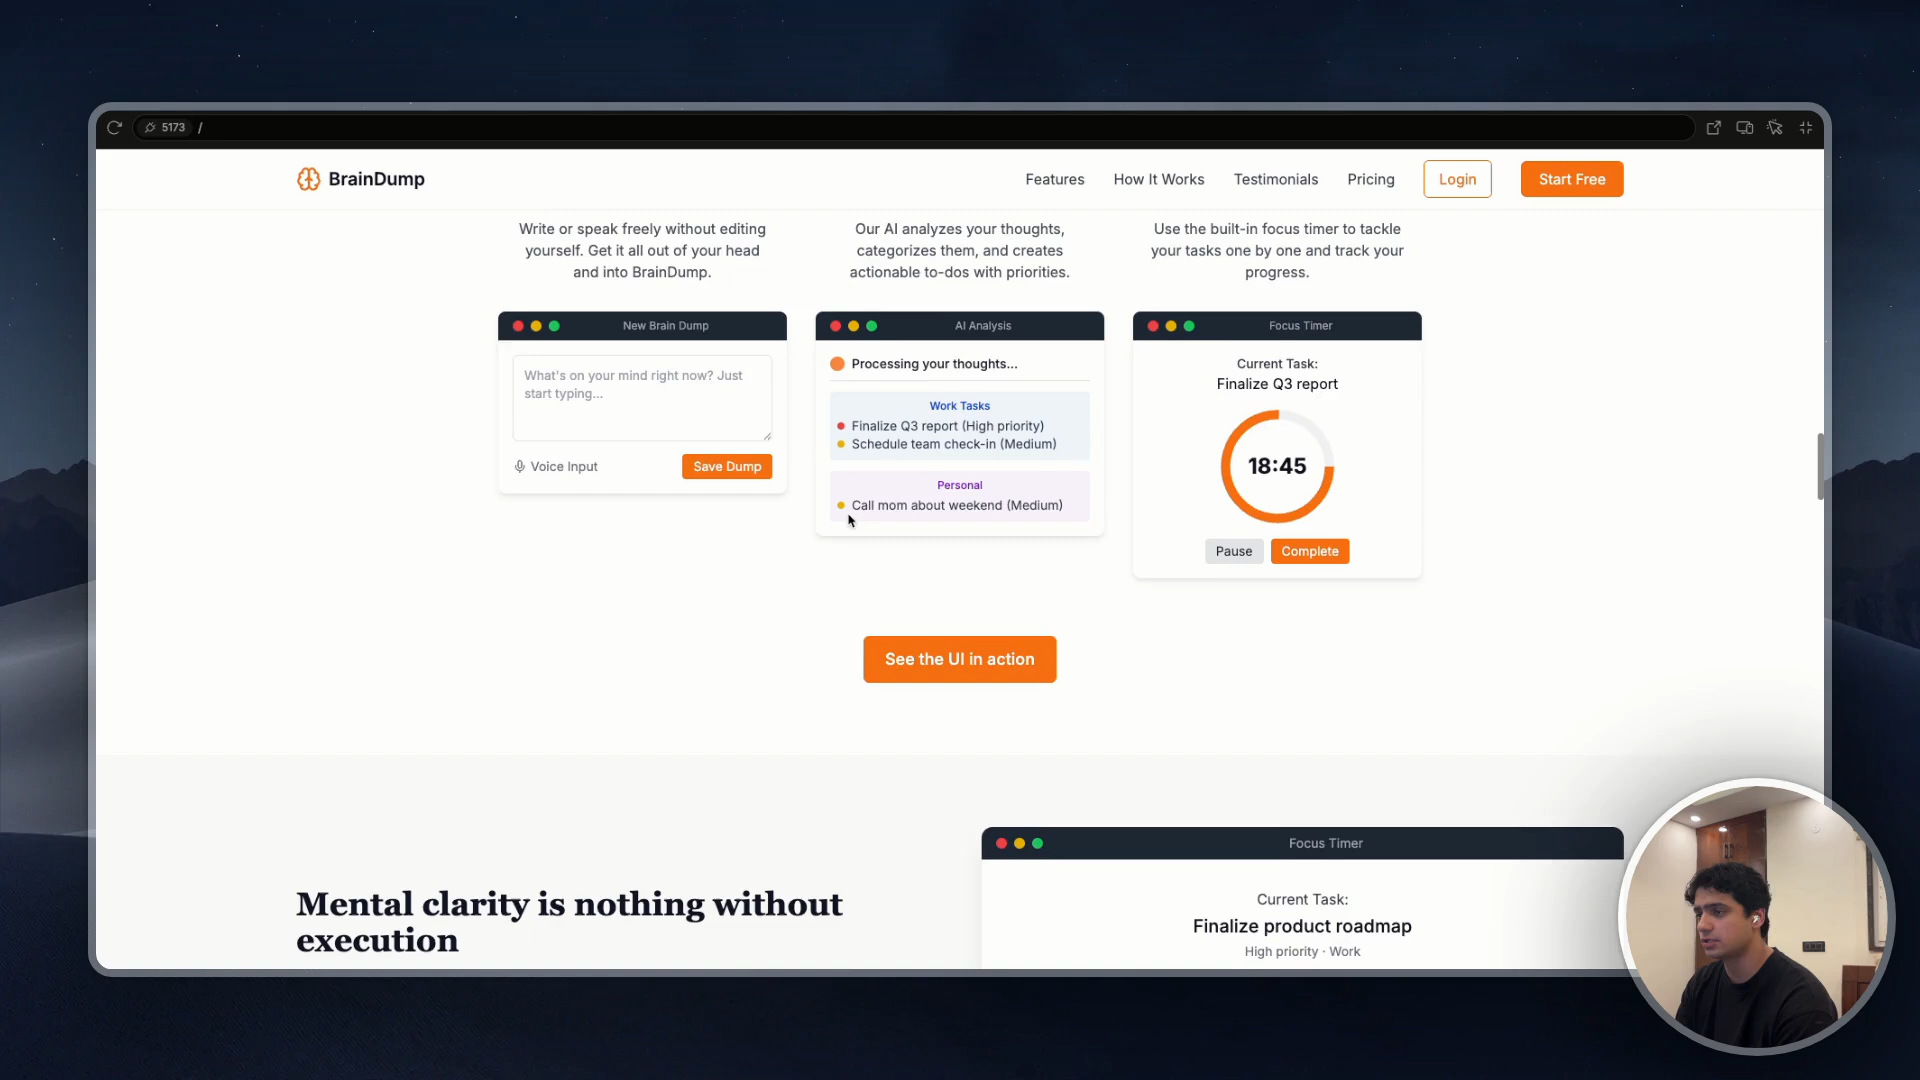 5173 /
BrainDump
Features
How It Works
Testimonials
Pricing
Login
Start Free
Write or speak freely without editing
yourself. Get it all out of your head
and into BrainDump.
Our AI analyzes your thoughts,
categorizes them, and creates
actionable to-dos with priorities.
Use the built-in focus timer to tackle
your tasks one by one and track your
progress.
New Brain Dump
What's on your mind right now? Just
start typing...
Voice Input
Save Dump
AI Analysis
Processing your thoughts...
Work Tasks
Finalize Q3 report (High priority)
Schedule team check-in (Medium)
Personal
Call mom about weekend (Medium)
Focus Timer
Current Task:
Finalize Q3 report
18:45
Pause
Complete
See the UI in action
Mental clarity is nothing without
execution
Focus Timer
Current Task:
Finalize product roadmap
High priority · Work